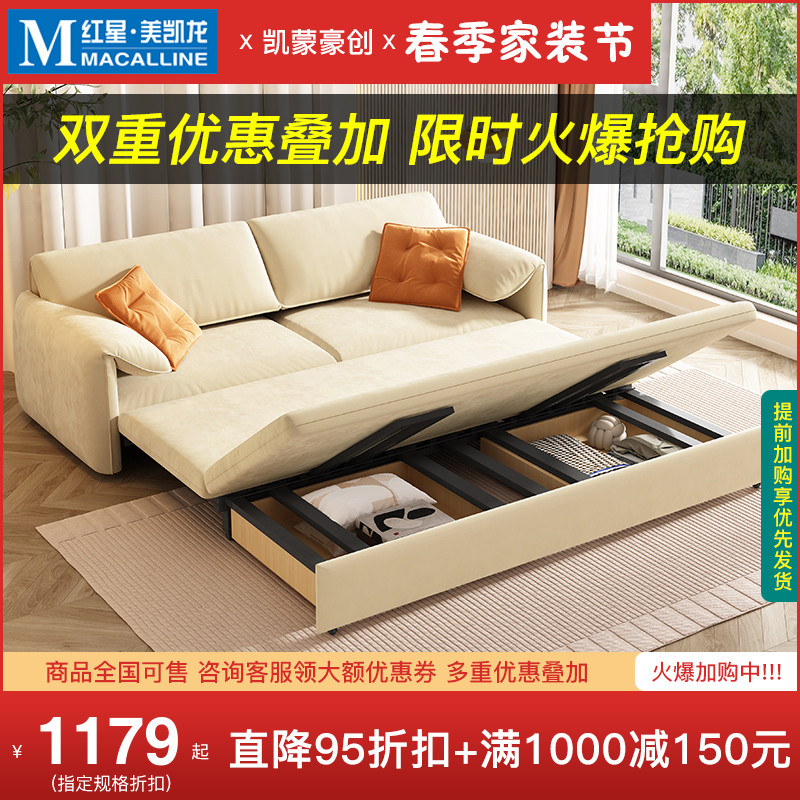 M 红星·美凯龙
MACALLINE
x 凯蒙豪创 x 春季家装节
双重优惠叠加 限时火爆抢购
提前加购享优先发货
商品全国可售 咨询客服领大额优惠券 多重优惠叠加
火爆加购中!!!
¥ 1179 起
(指定规格折扣)
直降95折扣+满1000减150元